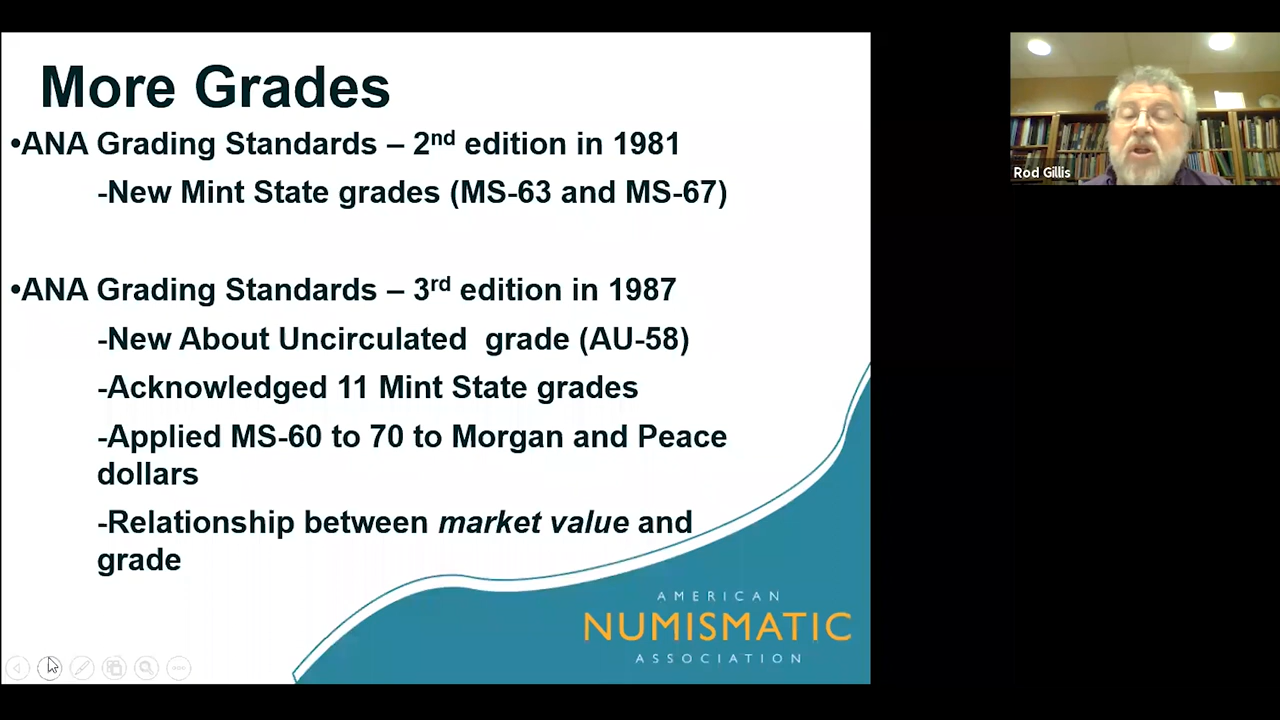 More Grades
•ANA Grading Standards – 2nd edition in 1981
-New Mint State grades (MS-63 and MS-67)
•ANA Grading Standards – 3rd edition in 1987
-New About Uncirculated  grade (AU-58)
-Acknowledged 11 Mint State grades
-Applied MS-60 to 70 to Morgan and Peace
dollars
-Relationship between market value and
grade
AMERICAN
NUMISMATIC
ASSOCIATION
Rod Gillis